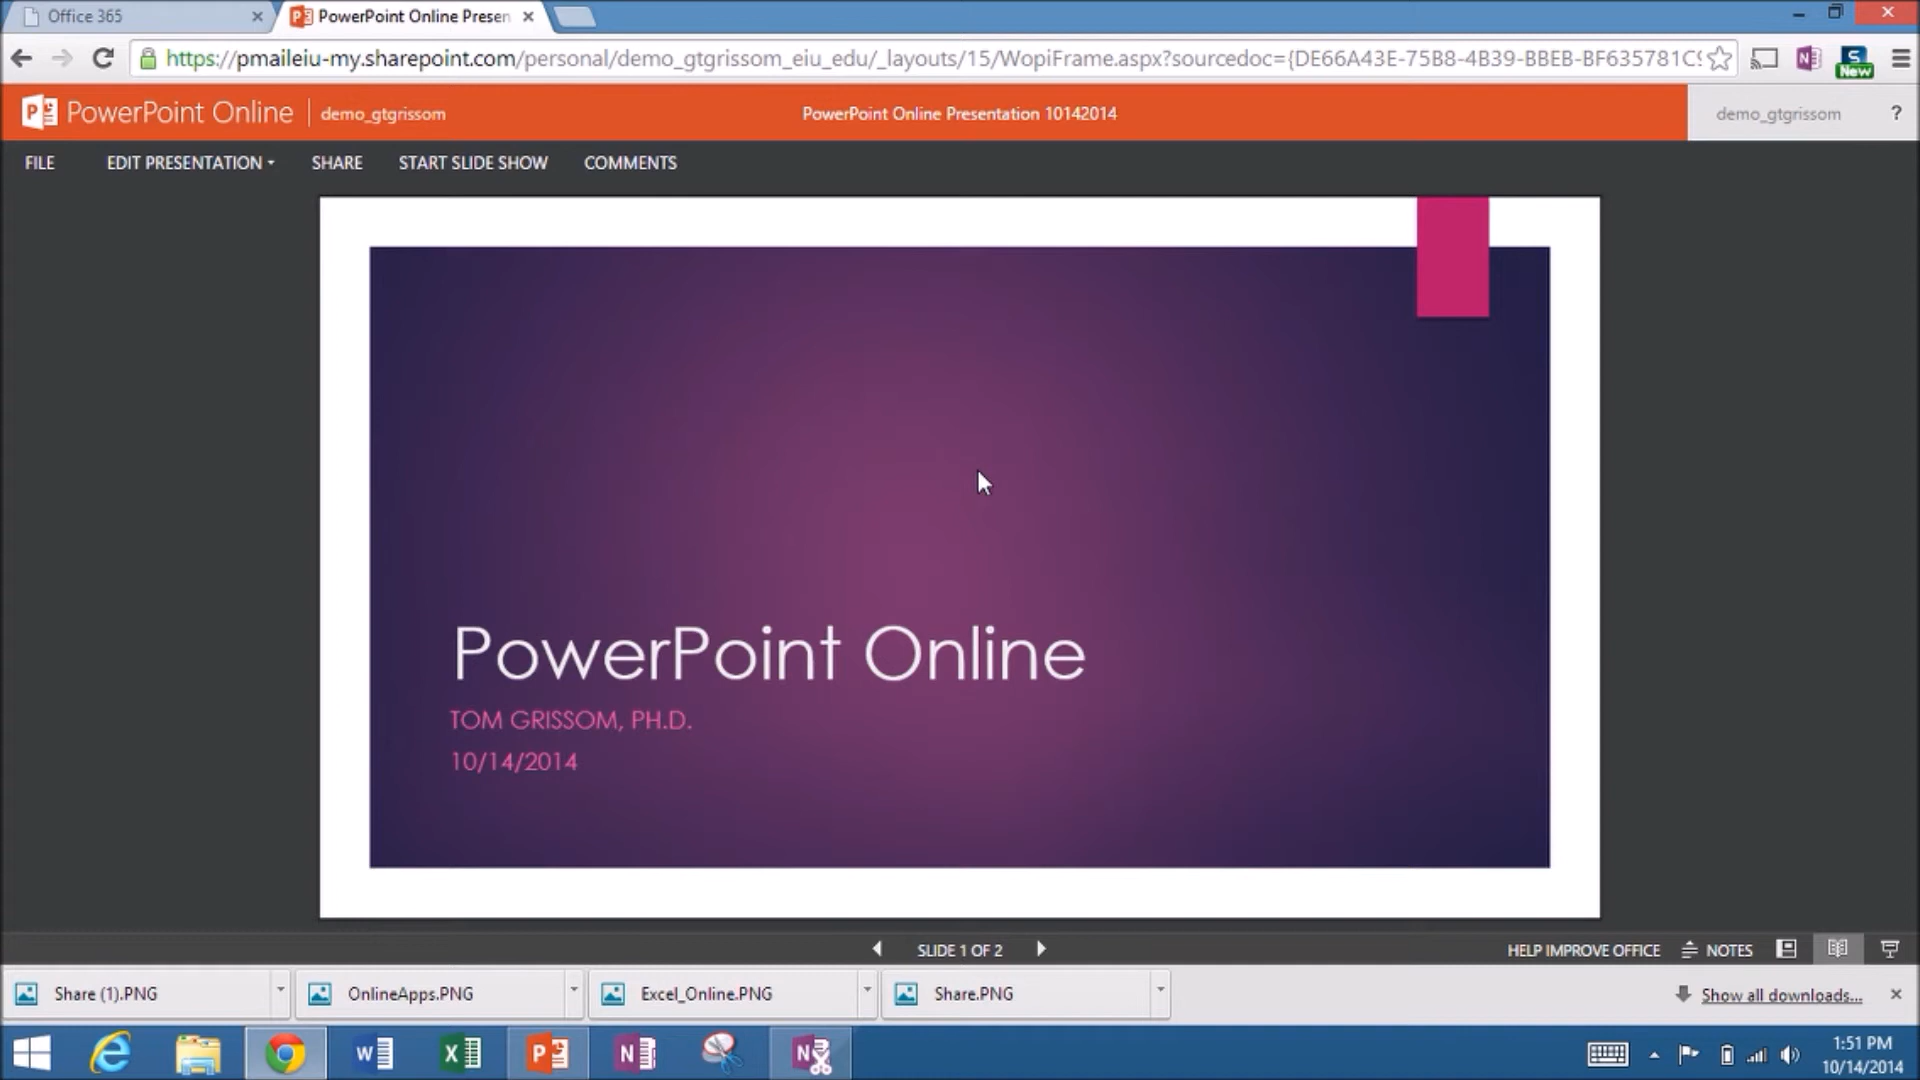 Office 365
PowerPoint Online Presen
https://pmaileiu-my.sharepoint.com/personal/demo_gtgrissom_eiu_edu/_layouts/15/WopiFrame.aspx?sourcedoc={DE66A43E-75B8-4B39-BBEB-BF635781C9
New
PowerPoint Online
demo_gtgrissom
PowerPoint Online Presentation 10142014
demo_gtgrissom
?
FILE
EDIT PRESENTATION
SHARE
START SLIDE SHOW
COMMENTS
PowerPoint Online
TOM GRISSOM, PH.D.
10/14/2014
SLIDE 1 OF 2
HELP IMPROVE OFFICE
NOTES
Share (1).PNG
OnlineApps.PNG
Excel_Online.PNG
Share.PNG
Show all downloads...
1:51 PM
10/14/2014